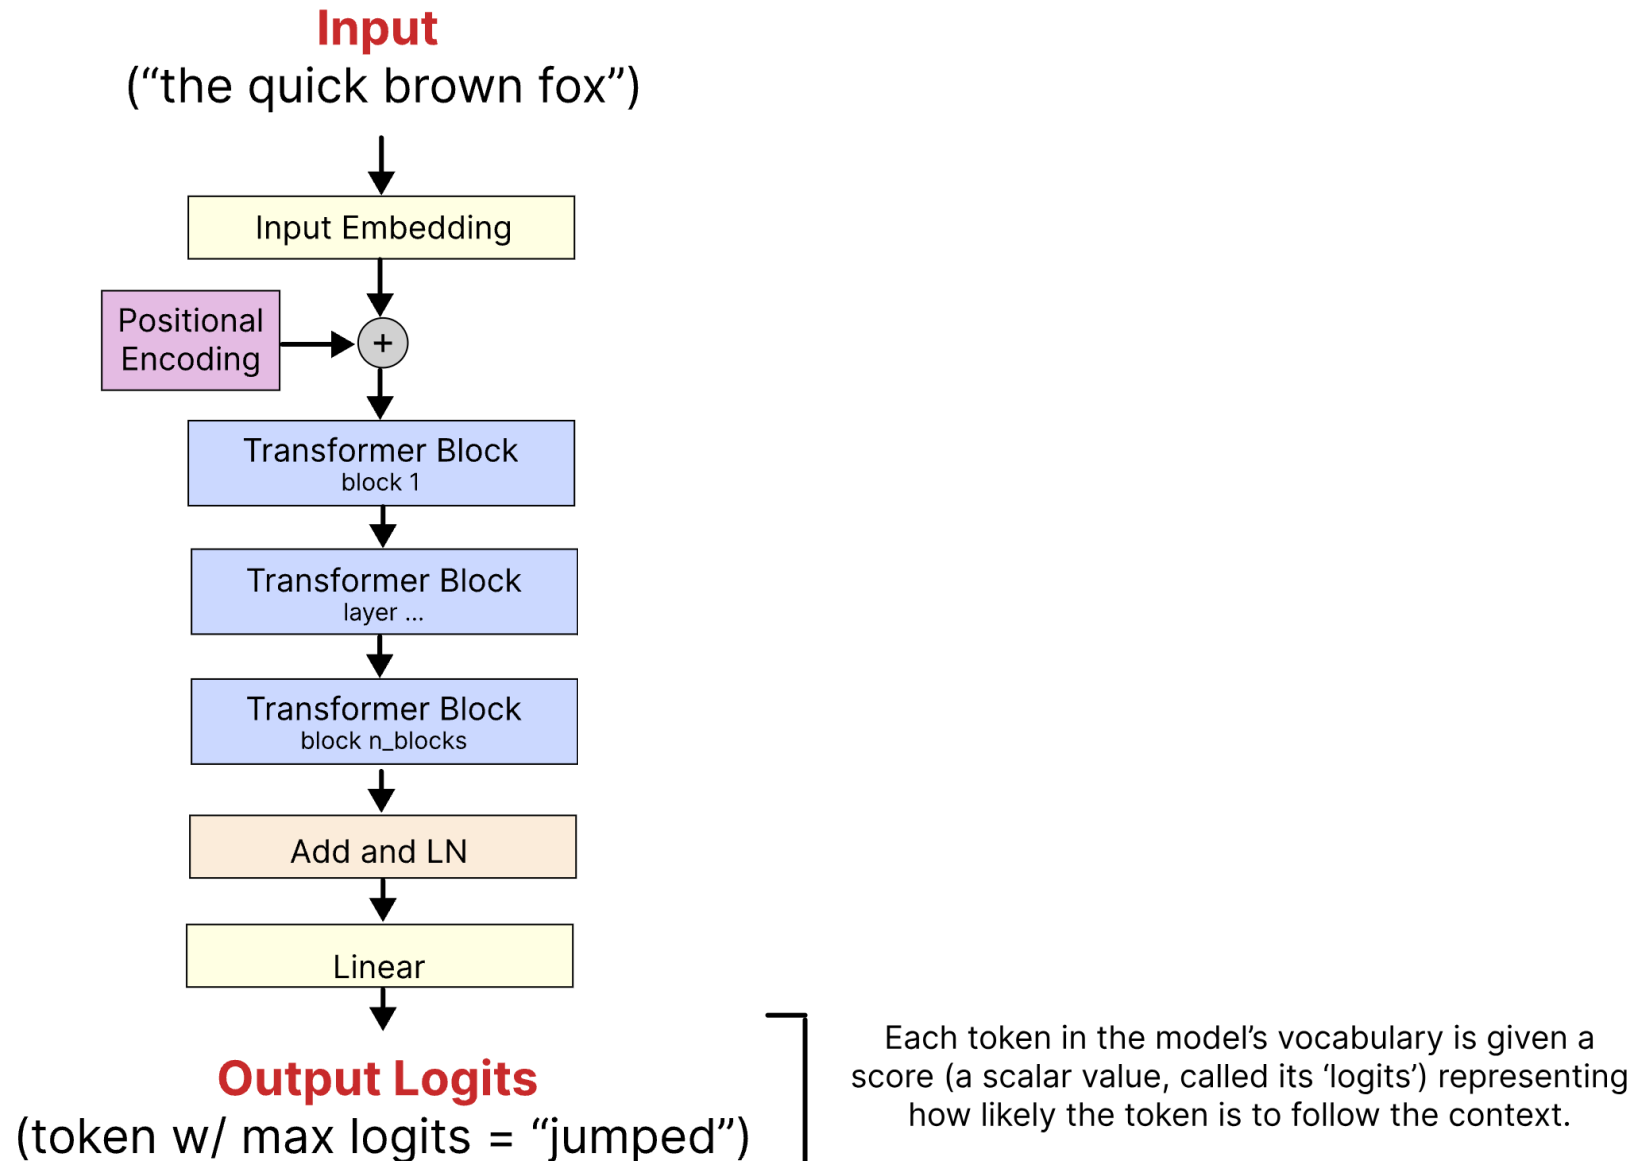 Input
(“the quick brown fox”)
Input Embedding
Positional
Encoding
+
Transformer Block
block 1
Transformer Block
layer ...
Transformer Block
block n_blocks
Add and LN
Linear
Output Logits
(token w/ max logits = “jumped”)
Each token in the model’s vocabulary is given a
score (a scalar value, called its ‘logits’) representing
how likely the token is to follow the context.